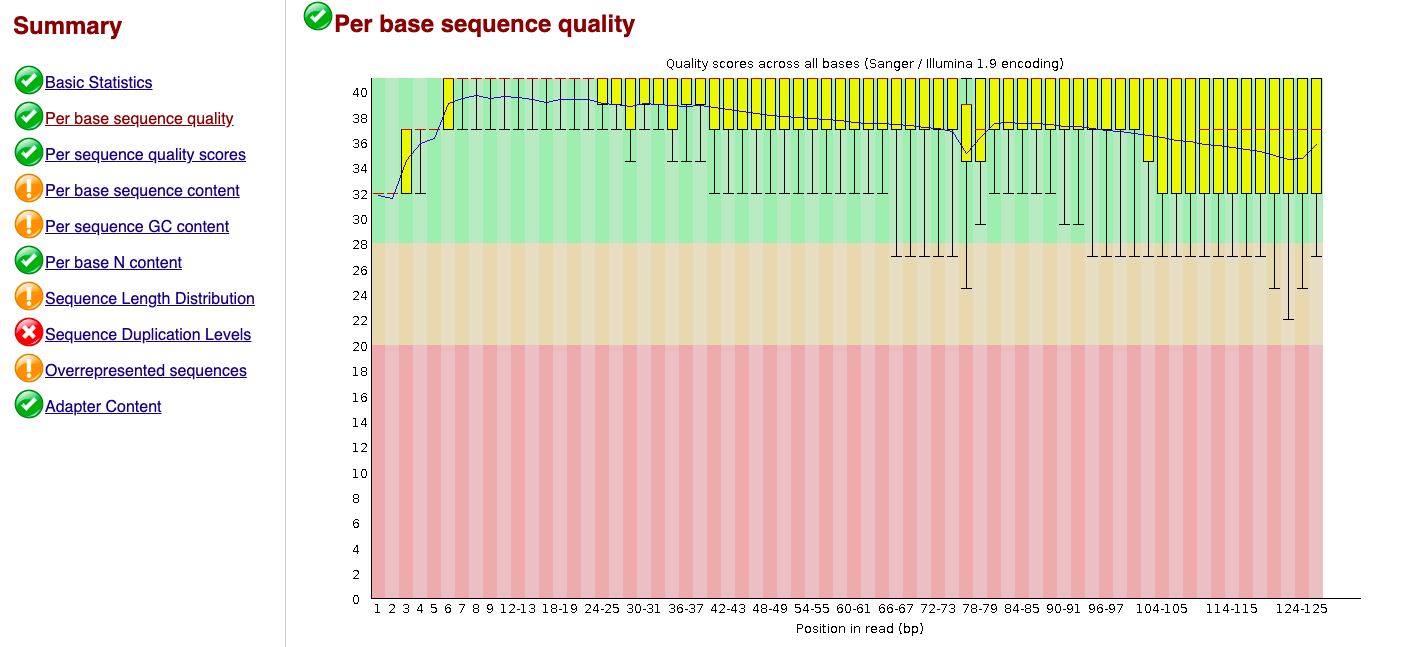 Summary
Basic Statistics
Per base sequence quality
Per sequence quality scores
Per base sequence content
Per sequence GC content
Per base N content
Sequence Length Distribution
Sequence Duplication Levels
Overrepresented sequences
Adapter Content
Per base sequence quality
Quality scores across all bases (Sanger / Illumina 1.9 encoding)
40
38
36
34
32
30
28
26
24
22
20
18
16
14
12
10
8
6
4
2
0
1 2 3 4 5 6 7 8 9 12-13 18-19 24-25 30-31 36-37 42-43 48-49 54-55 60-61 66-67 72-73 78-79 84-85 90-91 96-97 104-105 114-115 124-125
Position in read (bp)